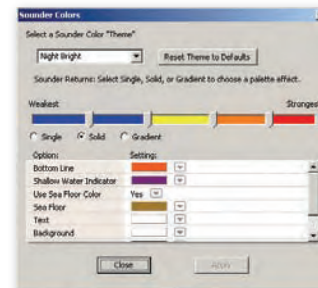 Sounder Colors
Select a Sounder Color "Theme"
Night Bright
Reset Theme to Defaults
Sounder Returns: Select Single, Solid, or Gradient to choose a palette effect.
Weakest Stronges
Single Solid Gradient
Option: Setting:
Bottom Line
Shallow Water Indicator
Use Sea Floor Color Yes
Sea Floor
Text
Background
Close Apply